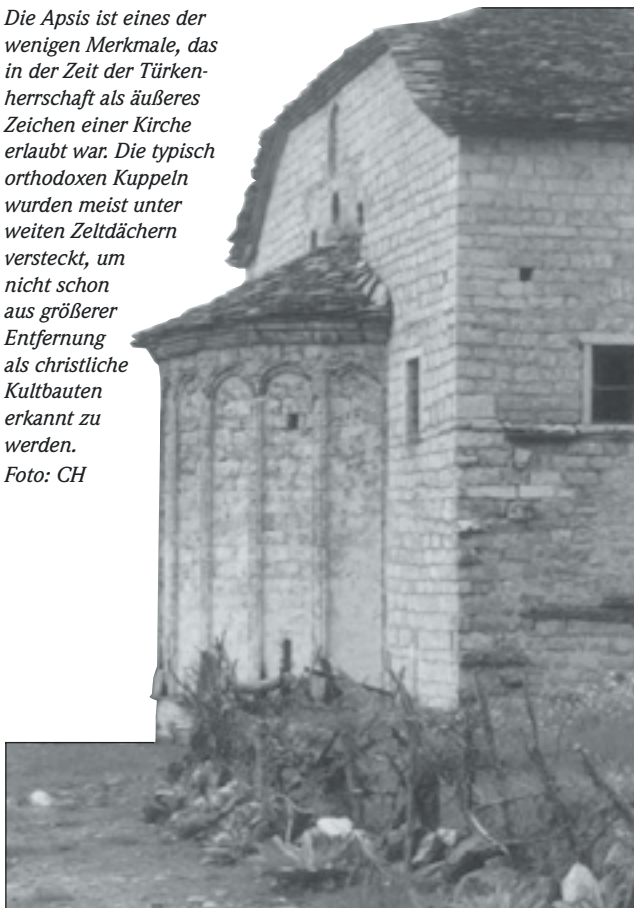 Die Apsis ist eines der
wenigen Merkmale, das
in der Zeit der Türken-
herrschaft als äußeres
Zeichen einer Kirche
erlaubt war. Die typisch
orthodoxen Kuppeln
wurden meist unter
weiten Zeltdächern
versteckt, um
nicht schon
aus größerer
Entfernung
als christliche
Kultbauten
erkannt zu
werden.
Foto: CH